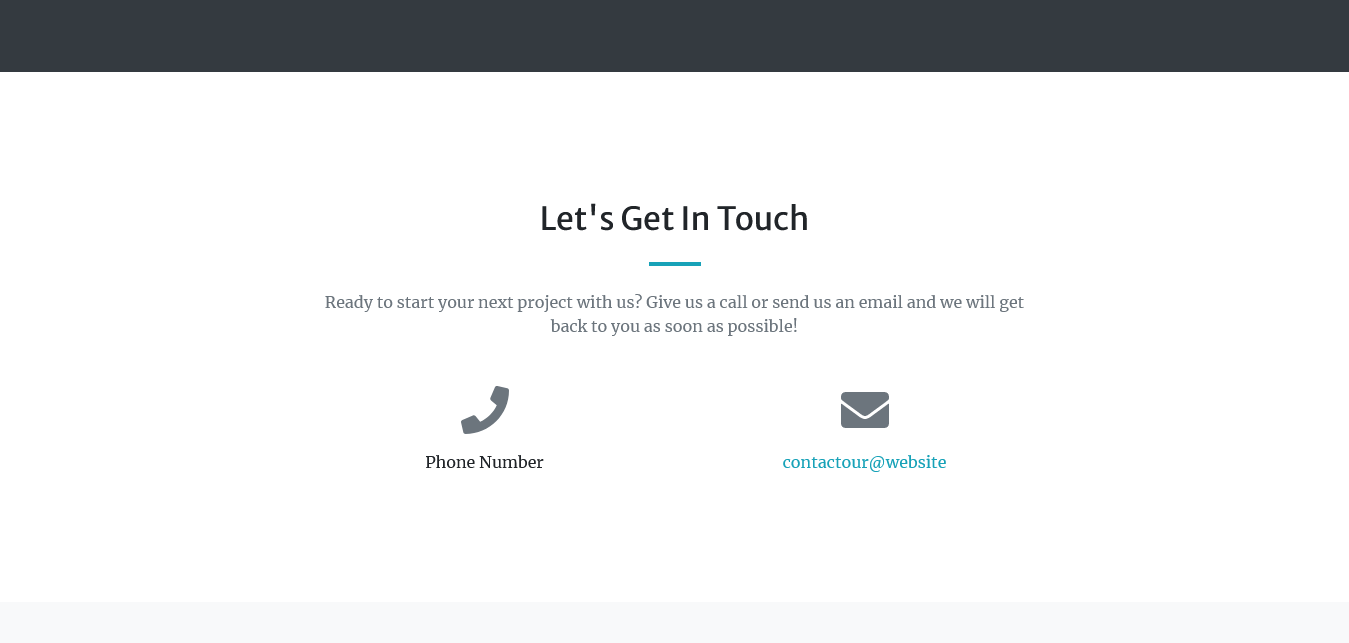 Let's Get In Touch
Ready to start your next project with us? Give us a call or send us an email and we will get
back to you as soon as possible!
Phone Number
contactour@website